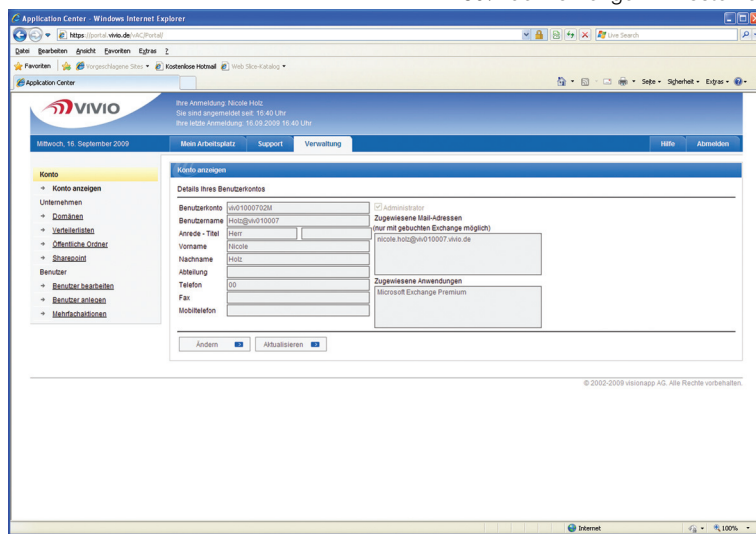 Application Center - Windows Internet Explorer
https://portal.vivio.de/VAC/Portal/
Live Search
Datei Bearbeiten Ansicht Favoriten Extras ?
Favoriten Vorgeschlagene Sites Kostenlose Hotmail Web Slice-Katalog
Application Center
Seite Sicherheit Extras
VIVIO
Ihre Anmeldung: Nicole Holz
Sie sind angemeldet seit: 16:40 Uhr
Ihre letzte Anmeldung: 16.09.2009 16:40 Uhr
Mittwoch, 16. September 2009
Mein Arbeitsplatz Support Verwaltung Hilfe Abmelden
Konto
Konto anzeigen
Unternehmen
Domänen
Verteilerlisten
Öffentliche Ordner
Sharepoint
Benutzer
Benutzer bearbeiten
Benutzer anlegen
Mehrfachaktionen
Konto anzeigen
Details Ihres Benutzerkontos
Benutzerkonto viv01000702M
Benutzername Holz@viv010007
Anrede - Titel Herr
Vorname Nicole
Nachname Holz
Abteilung
Telefon 00
Fax
Mobiltelefon
Administrator
Zugewiesene Mail-Adressen
(nur mit gebuchten Exchange möglich)
nicole.holz@viv010007.vivio.de
Zugewiesene Anwendungen
Microsoft Exchange Premium
Ändern Aktualisieren
© 2002-2009 visionapp AG. Alle Rechte vorbehalten.
Internet 100%